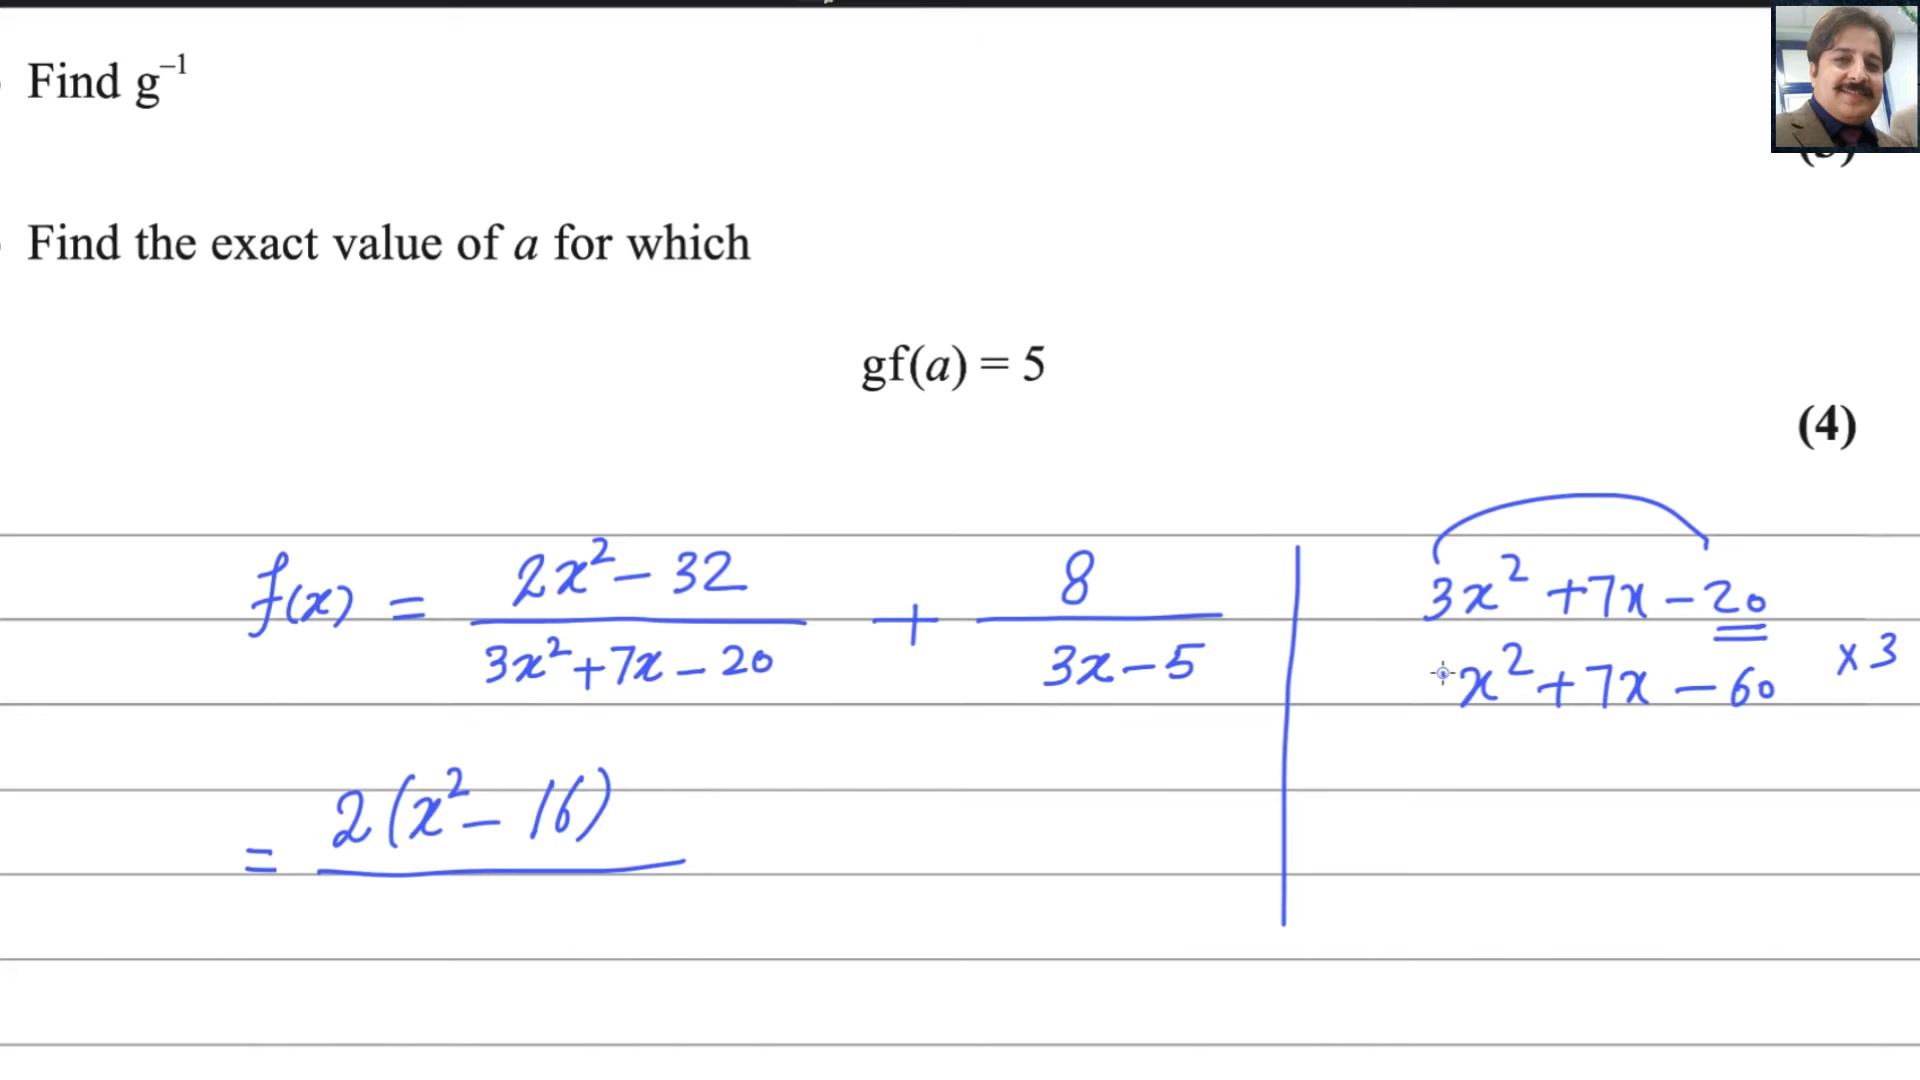 Find g⁻¹
Find the exact value of a for which
gf(a) = 5
(4)
f(x) = (2x² − 32)/(3x² + 7x − 20) + 8/(3x − 5)
= 2(x² − 16)
3x² + 7x − 20
x² + 7x − 60 ×3